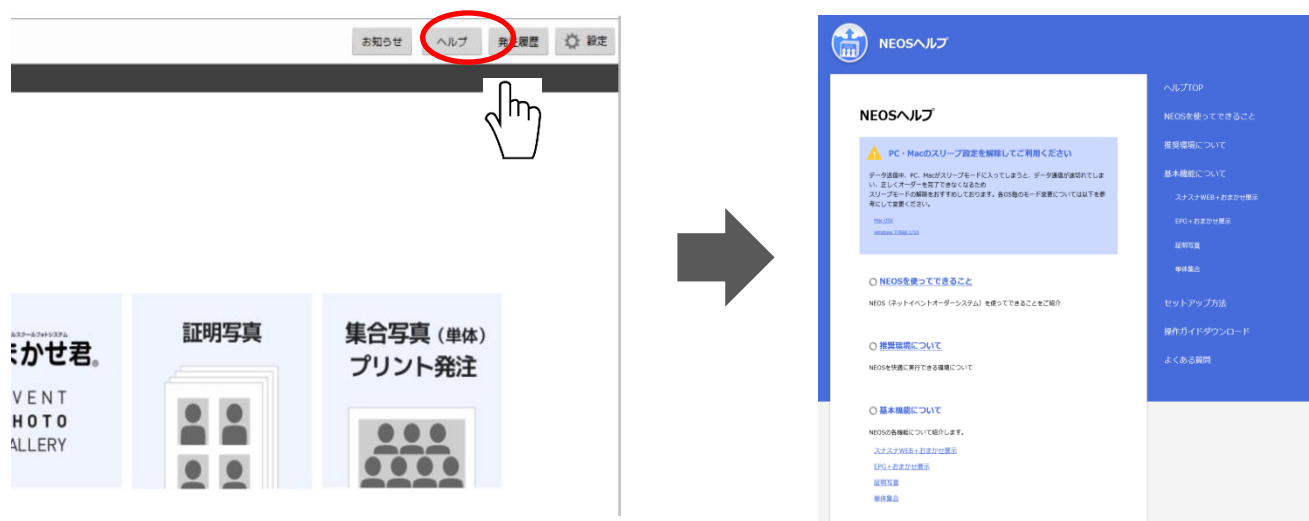 お知らせ
ヘルプ
発注履歴
設定
まかせ君®
VENT
HOTO
ALLERY
証明写真
集合写真（単体）
プリント発注
NEOSヘルプ
NEOSヘルプ
PC・Macのスリープ設定を解除してご利用ください
データ送信中、PC、Macがスリープモードに入ってしまうと、データ通信が途切れてしま
い、正しくオーダーを完了できなくなるため
スリープモードの解除をおすすめしております。各OS毎のモード変更については以下を参
考にして変更ください。
Mac OSX
NEOSを使ってできること
NEOS（ネットイベントオーダーシステム）を使ってできることをご紹介
推奨環境について
NEOSを快適に実行できる環境について
基本機能について
NEOSの各機能について紹介します。
スナスナWEB+おまかせ展示
EPG+おまかせ展示
証明写真
単体集合
ヘルプTOP
NEOSを使ってできること
推奨環境について
基本機能について
スナスナWEB+おまかせ展示
EPG+おまかせ展示
証明写真
単体集合
セットアップ方法
操作ガイドダウンロード
よくある質問